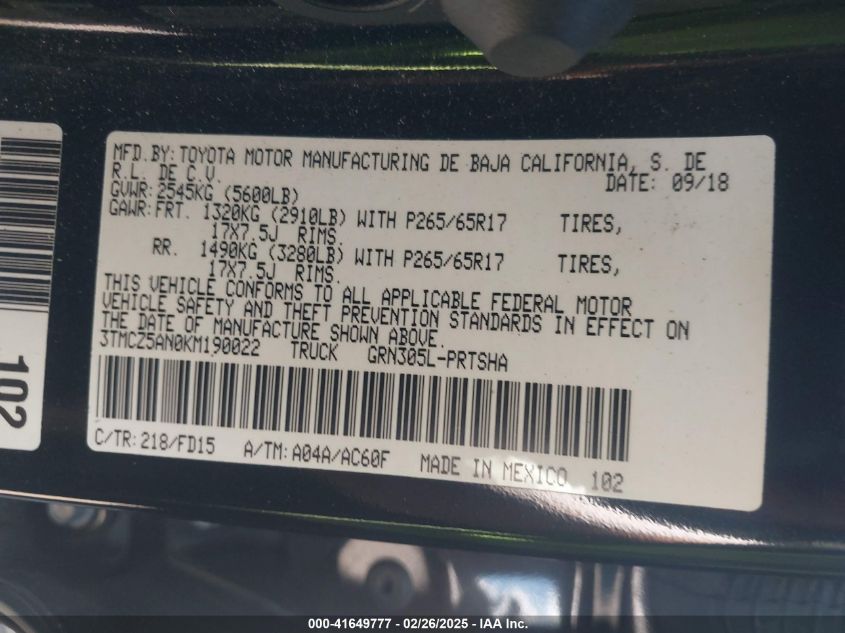 MFD. BY: TOYOTA MOTOR MANUFACTURING DE BAJA CALIFORNIA, S. DE
R.L. DE C.V.
DATE: 09/18
GVWR: 2545KG (5600LB)
GAWR: FRT. 1320KG (2910LB) WITH P265/65R17 TIRES,
17X7.5J RIMS.
RR. 1490KG (3280LB) WITH P265/65R17 TIRES,
17X7.5J RIMS.
THIS VEHICLE CONFORMS TO ALL APPLICABLE FEDERAL MOTOR
VEHICLE SAFETY AND THEFT PREVENTION STANDARDS IN EFFECT ON
THE DATE OF MANUFACTURE SHOWN ABOVE.
3TMCZ5AN0KM190022 TRUCK GRN305L-PRTSHA
C/TR: 218/FD15 A/TM: A04A/AC60F MADE IN MEXICO 102
102
000-41649777 - 02/26/2025 - IAA Inc.